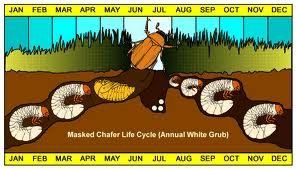 JAN FEB MAR APR MAY JUN JUL AUG SEP OCT NOV DEC
Masked Chafer Life Cycle (Annual White Grub)
JAN FEB MAR APR MAY JUN JUL AUG SEP OCT NOV DEC